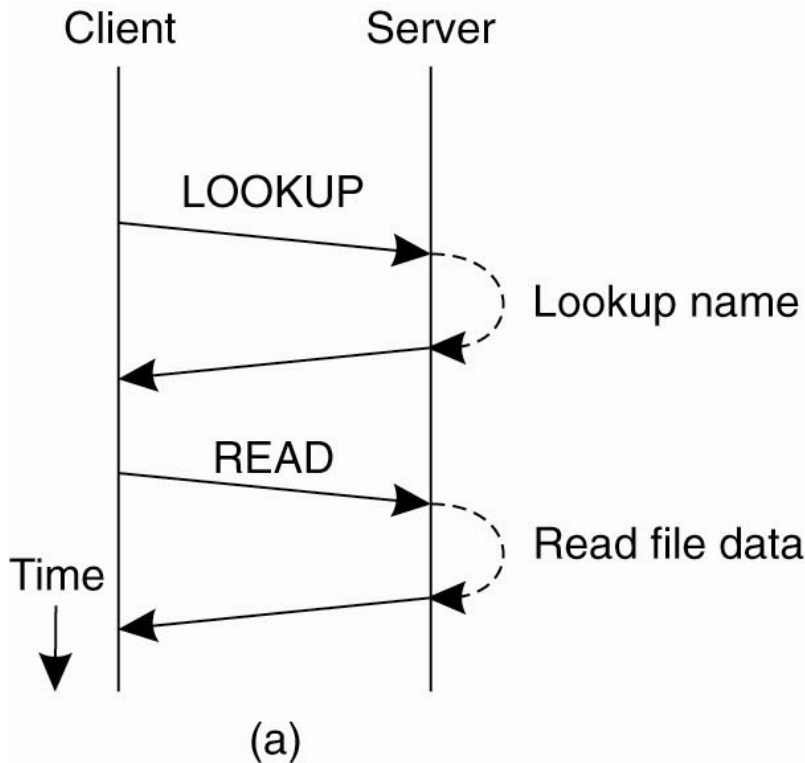 Client
Server
LOOKUP
Lookup name
READ
Read file data
Time
(a)